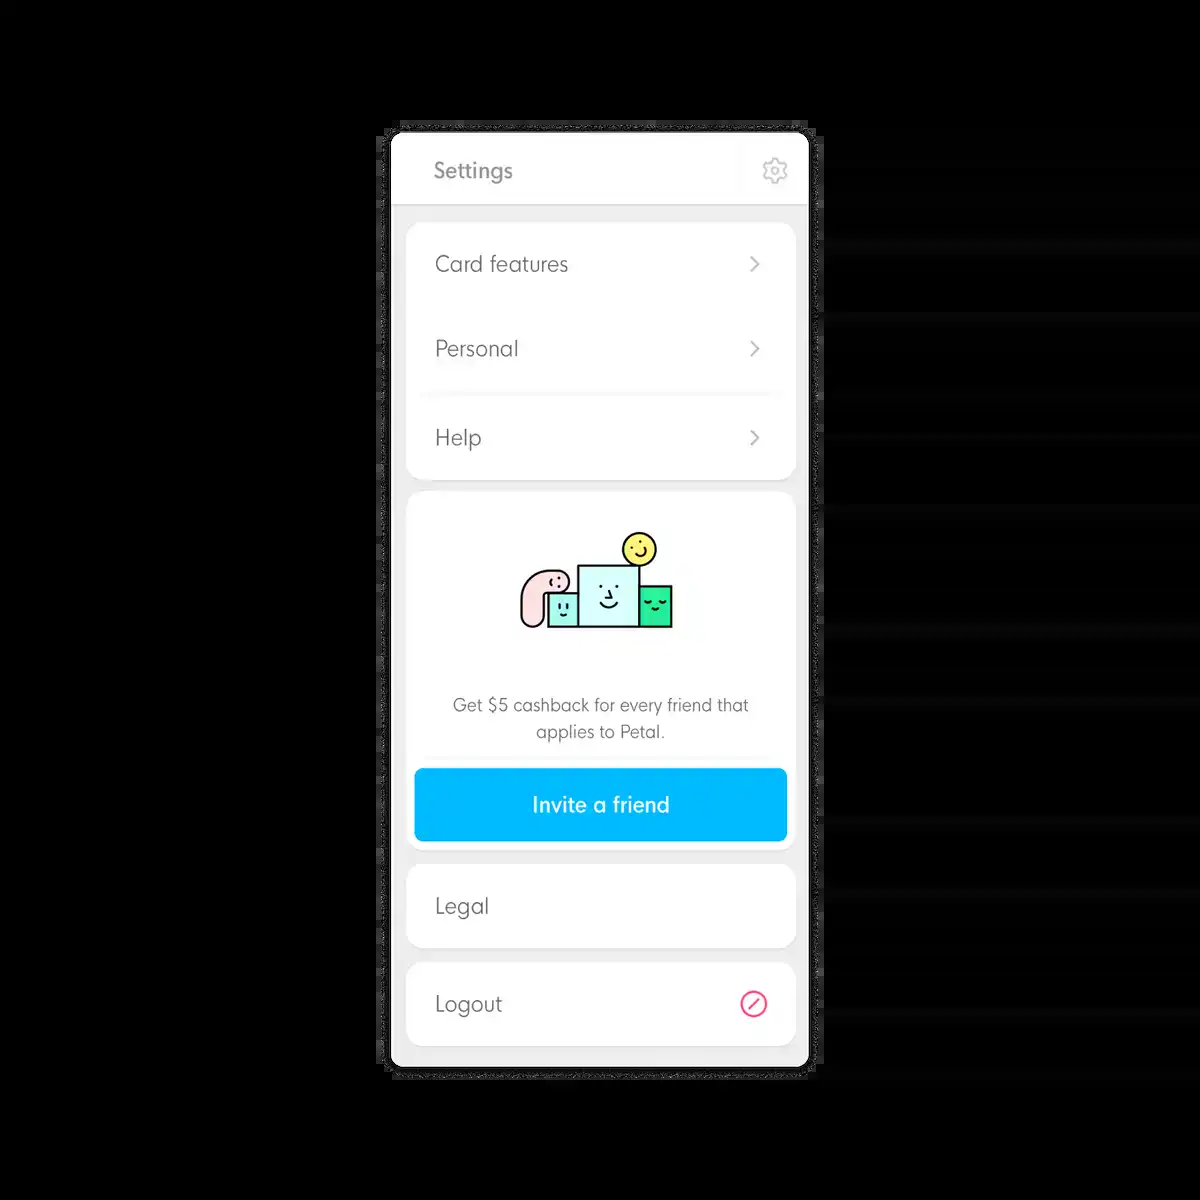 Settings
Card features
Personal
Help
Get $5 cashback for every friend that
applies to Petal.
Invite a friend
Legal
Logout